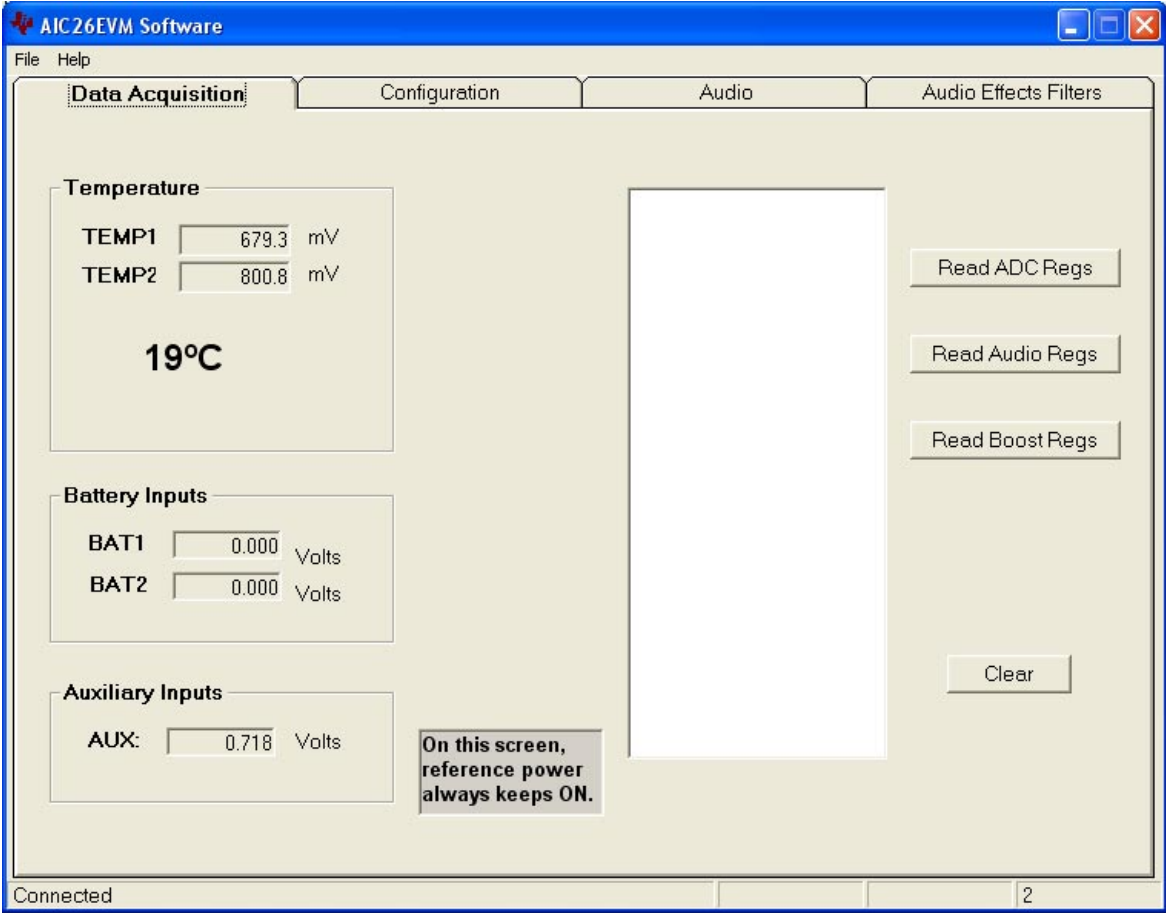 AIC26EVM Software
File Help
Data Acquisition Configuration Audio Audio Effects Filters
Temperature
TEMP1 679.3 mV
TEMP2 800.8 mV
19ºC
Read ADC Regs
Read Audio Regs
Read Boost Regs
Battery Inputs
BAT1 0.000 Volts
BAT2 0.000 Volts
Clear
Auxiliary Inputs
AUX: 0.718 Volts
On this screen,
reference power
always keeps ON.
Connected 2